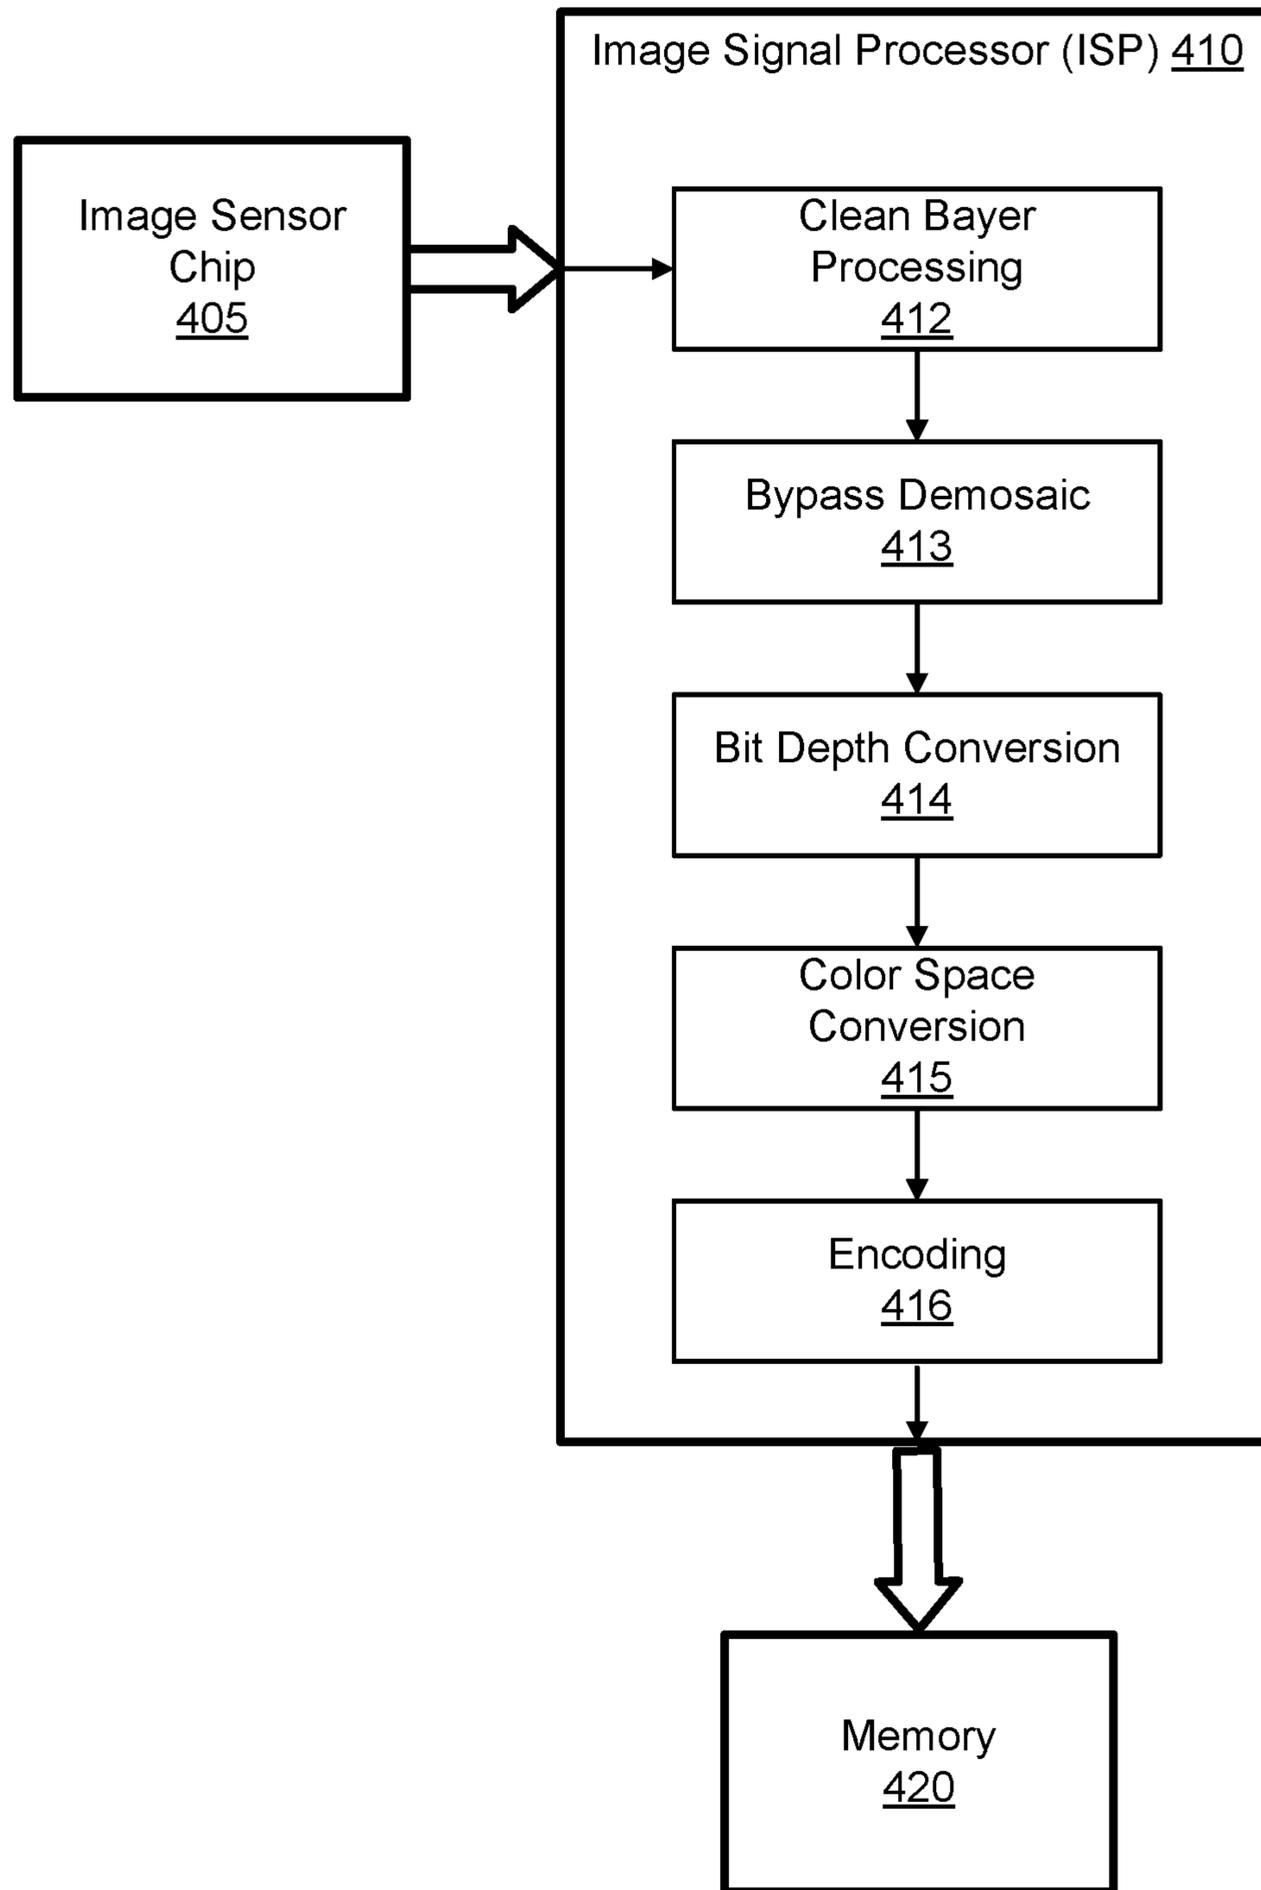 Image Signal Processor (ISP) 410
Image Sensor
Chip
405
Clean Bayer
Processing
412
Bypass Demosaic
413
Bit Depth Conversion
414
Color Space
Conversion
415
Encoding
416
Memory
420